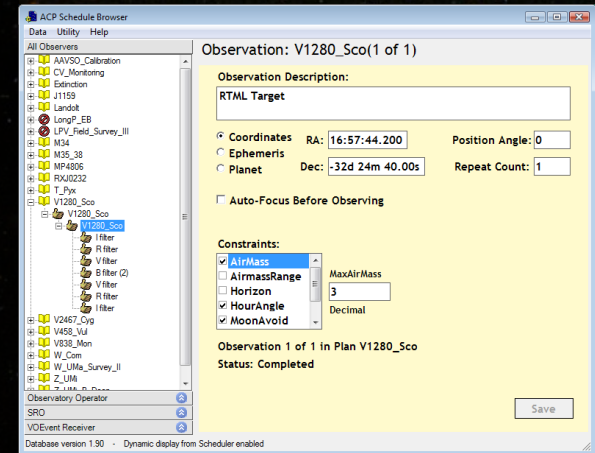 ACP Schedule Browser
Data Utility Help
All Observers
AAVSO_Calibration
CV_Monitoring
Extinction
J1159
Landolt
LongP_EB
LPV_Field_Survey_III
M34
M35_38
MP4806
RXJ0232
T_Pyx
V1280_Sco
V1280_Sco
V1280_Sco
I filter
R filter
V filter
B filter (2)
V filter
R filter
I filter
V2467_Cyg
V458_Vul
V838_Mon
W_Com
W_UMa_Survey_II
Z_UMi
Observatory Operator
SRO
VOEvent Receiver
Observation: V1280_Sco(1 of 1)
Observation Description:
RTML Target
Coordinates RA: 16:57:44.200 Position Angle: 0
Ephemeris
Planet Dec: -32d 24m 40.00s Repeat Count: 1
Auto-Focus Before Observing
Constraints:
AirMass
AirmassRange
Horizon
HourAngle
MoonAvoid
MaxAirMass
3
Decimal
Observation 1 of 1 in Plan V1280_Sco
Status: Completed
Save
Database version 1.90 - Dynamic display from Scheduler enabled